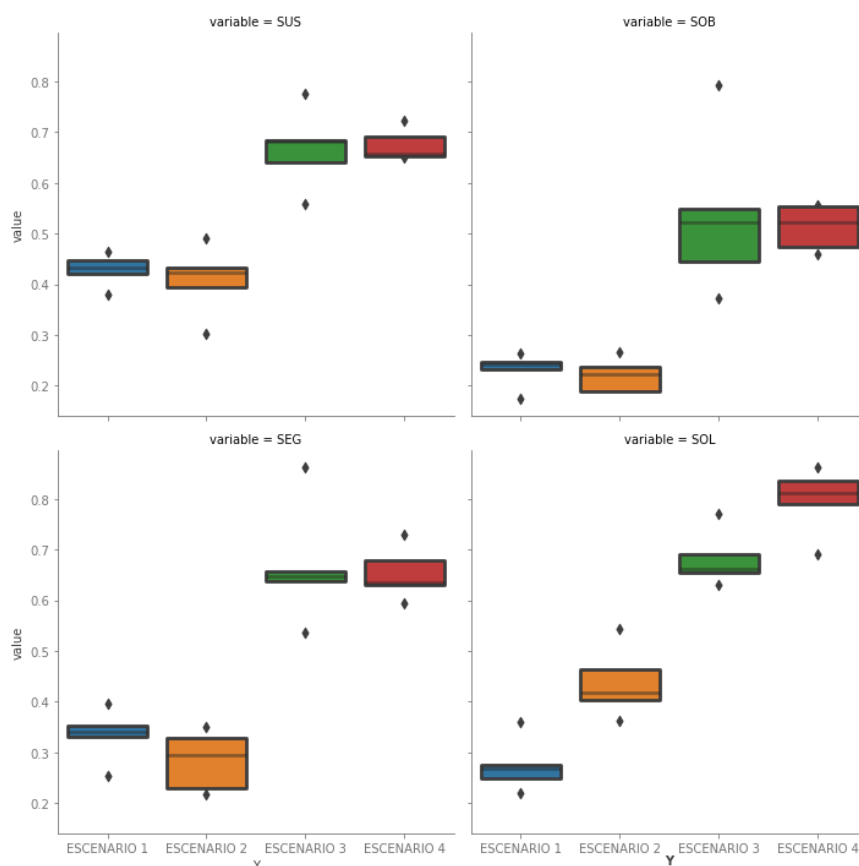 variable = SUS
variable = SOB
0.8
0.7
0.6
0.5
0.4
0.3
0.2
value
variable = SEG
variable = SOL
0.8
0.7
0.6
0.5
0.4
0.3
0.2
value
ESCENARIO 1 ESCENARIO 2 ESCENARIO 3 ESCENARIO 4
ESCENARIO 1 ESCENARIO 2 ESCENARIO 3 ESCENARIO 4
Y